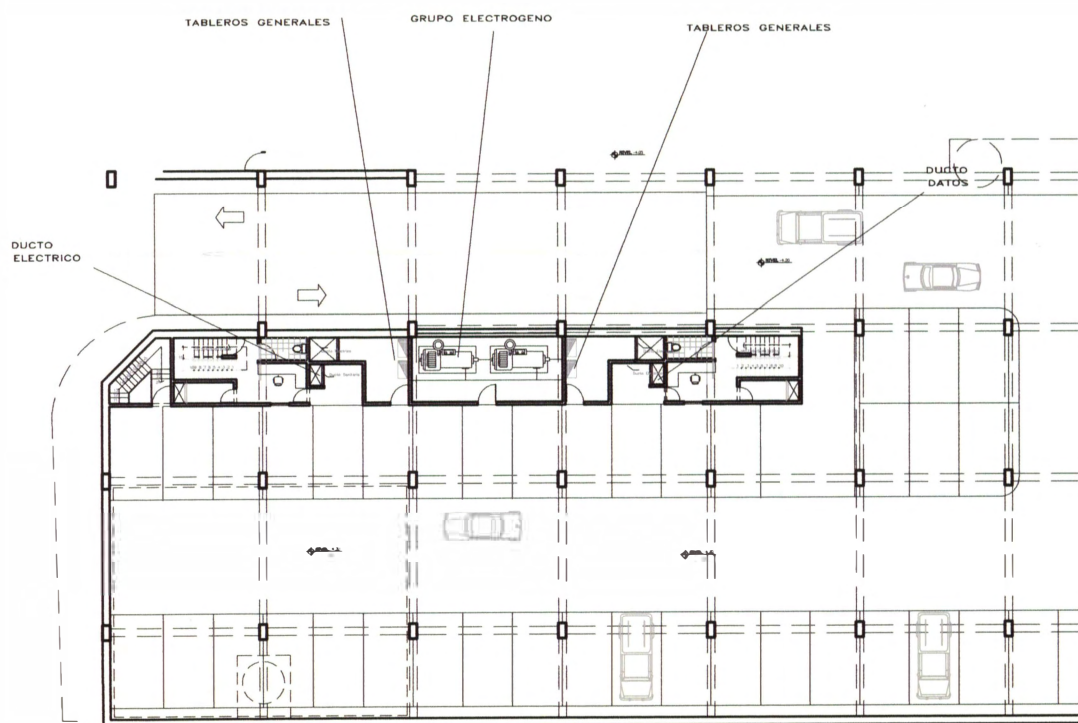 TABLEROS GENERALES
GRUPO ELECTROGENO
TABLEROS GENERALES
DUCTO
DATOS
DUCTO
ELECTRICO